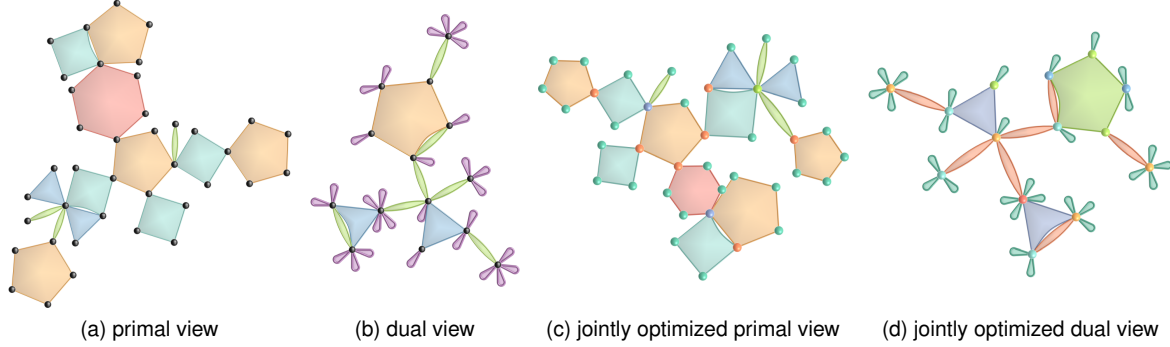 (a) primal view
(b) dual view
(c) jointly optimized primal view
(d) jointly optimized dual view